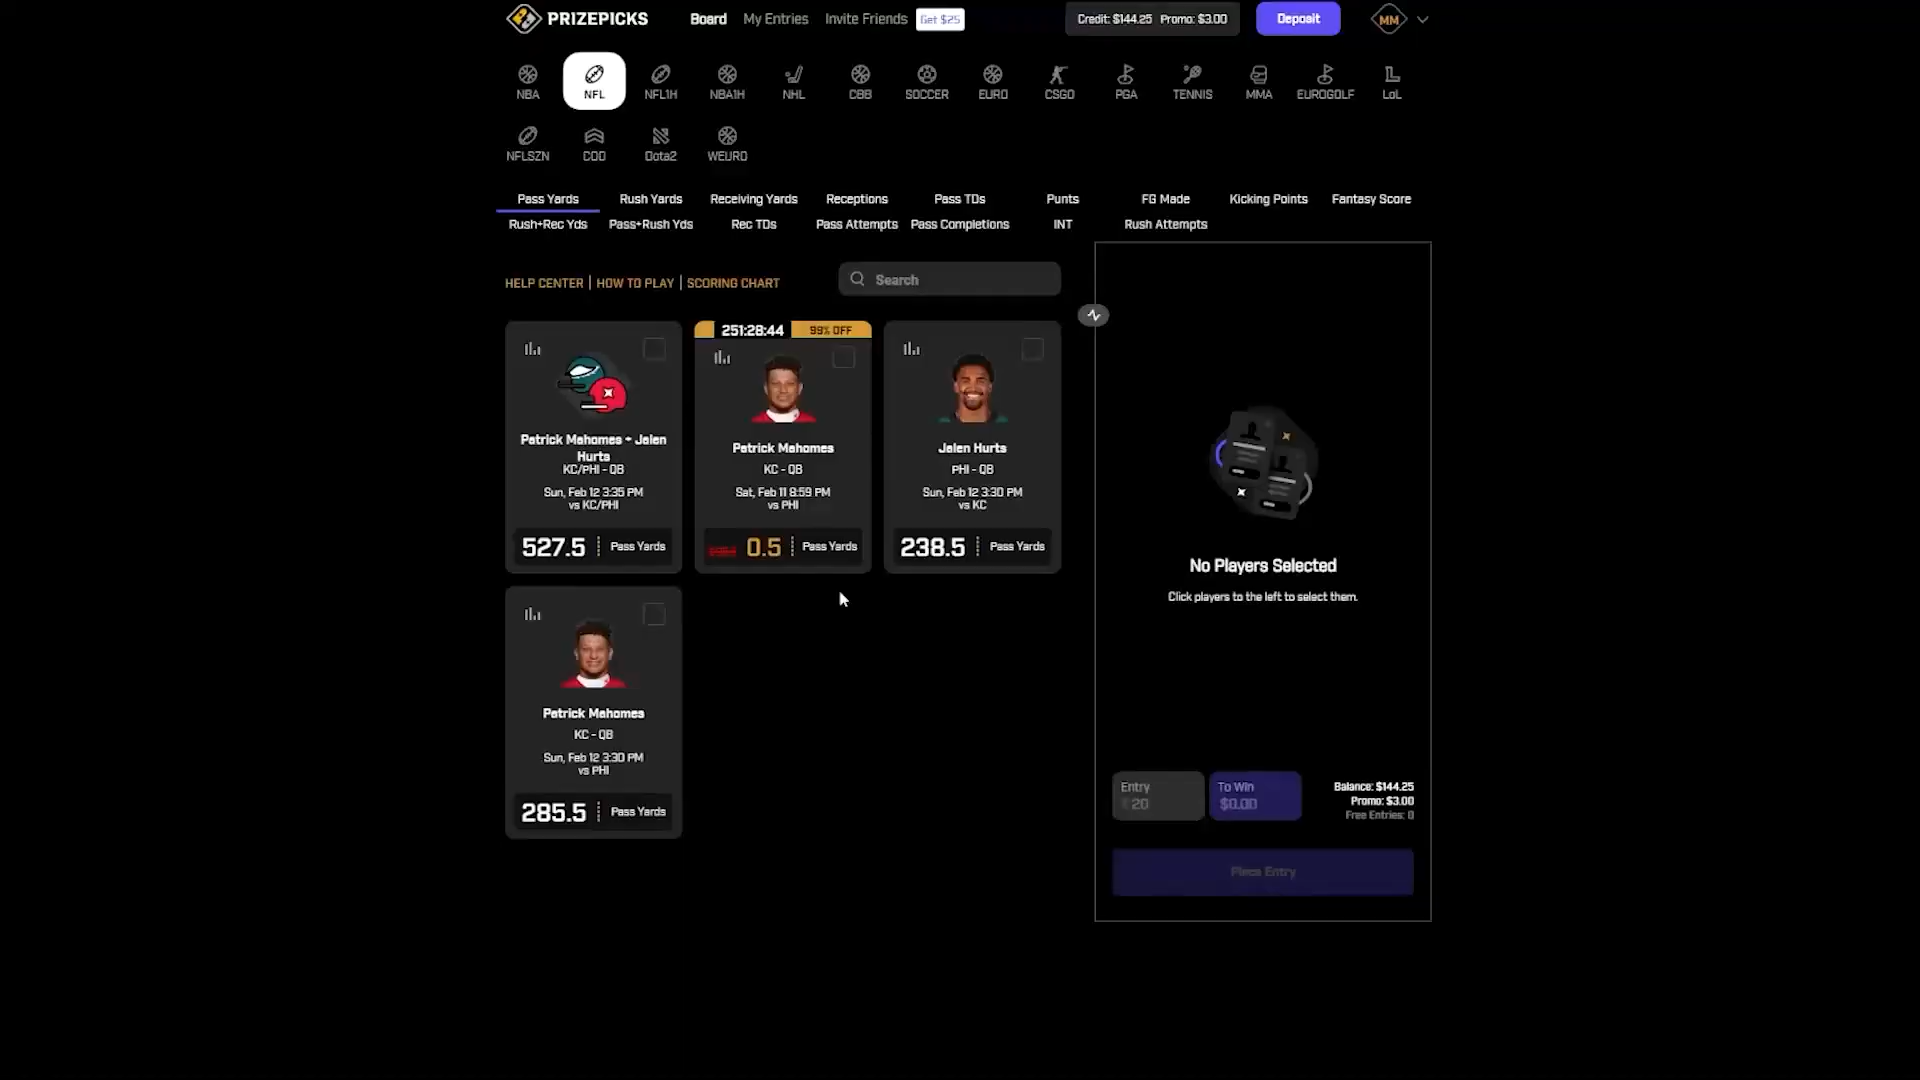 PRIZEPICKS
Board My Entries Invite Friends Get $25
Credit: $144.25 Promo: $3.00
Deposit
MM
NBA NFL NFL1H NBA1H NHL CBB SOCCER EURO CSGO PGA TENNIS MMA EUROGOLF LoL
NFLSZN COD Dota2 WEURO
Pass Yards Rush Yards Receiving Yards Receptions Pass TDs Punts FG Made Kicking Points Fantasy Score
Rush+Rec Yds Pass+Rush Yds Rec TDs Pass Attempts Pass Completions INT Rush Attempts
HELP CENTER | HOW TO PLAY | SCORING CHART
Search
Patrick Mahomes + Jalen
Hurts
KC/PHI - QB
Sun, Feb 12 3:35 PM
vs KC/PHI
527.5 Pass Yards
251:28:44 99% OFF
Patrick Mahomes
KC - QB
Sat, Feb 11 8:59 PM
vs PHI
0.5 Pass Yards
Jalen Hurts
PHI - QB
Sun, Feb 12 3:30 PM
vs KC
238.5 Pass Yards
Patrick Mahomes
KC - QB
Sun, Feb 12 3:30 PM
vs PHI
285.5 Pass Yards
No Players Selected
Click players to the left to select them.
Entry
20
To Win
$0.00
Balance: $144.25
Promo: $3.00
Free Entries: 0
Place Entry